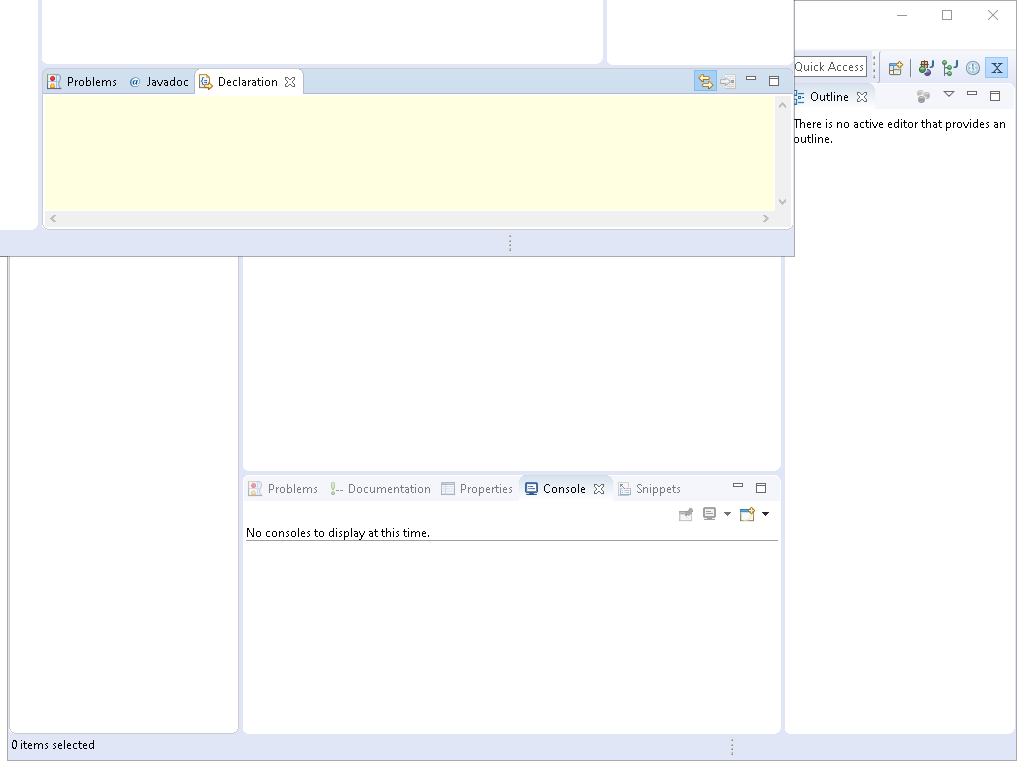 Quick Access
Problems @ Javadoc Declaration
Outline
There is no active editor that provides an
outline.
Problems Documentation Properties Console Snippets
No consoles to display at this time.
0 items selected